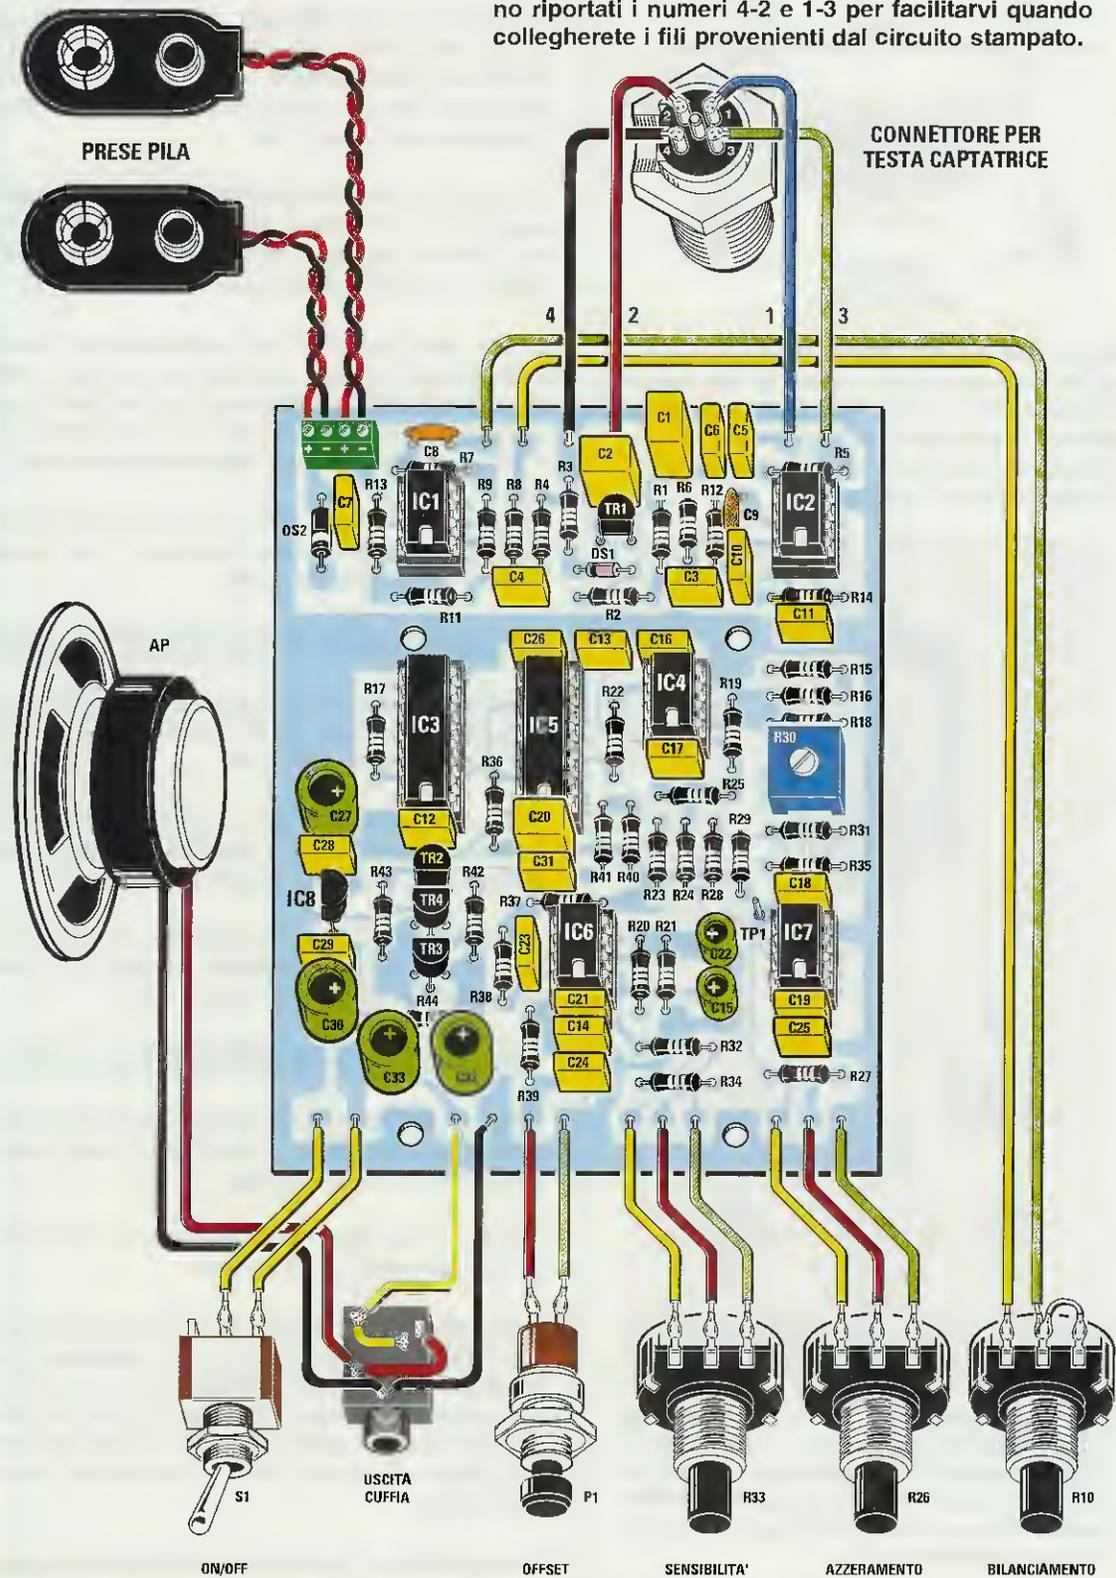 no riportati i numeri 4-2 e 1-3 per facilitarvi quando
collegherete i fili provenienti dal circuito stampato.
PRESE PILA
CONNETTORE PER
TESTA CAPTATRICE
2 1
4 3
4 2 1 3
+ - + -
C8 R7 C1 C6 C5 R5
C2 R3
C7 R13 IC1 R9 R8 R4 TR1 R1 R6 R12 C9 IC2
DS2 DS1 C10
C4 C3 R14
R11 R2 C11
AP
C26 C13 C16
R15
R17 IC3 IC5 R22 IC4 R19 R16
R18
R30
C17
R36 R25
C27 C12 C20 R29 R31
C28 TR2 C31 R41 R40 R35
IC8 R43 TR4 R42 R37 R23 R24 R28 C18
TR3 C23 IC6 R20 R21 C22 TP1 IC7
C29
R38 C21 C15 C19
C30 R44 C14 C25
R32
C33 C24 R34 R27
R39
S1
USCITA
CUFFIA
P1
R33
R26
R10
ON/OFF
OFFSET
SENSIBILITA'
AZZERAMENTO
BILANCIAMENTO